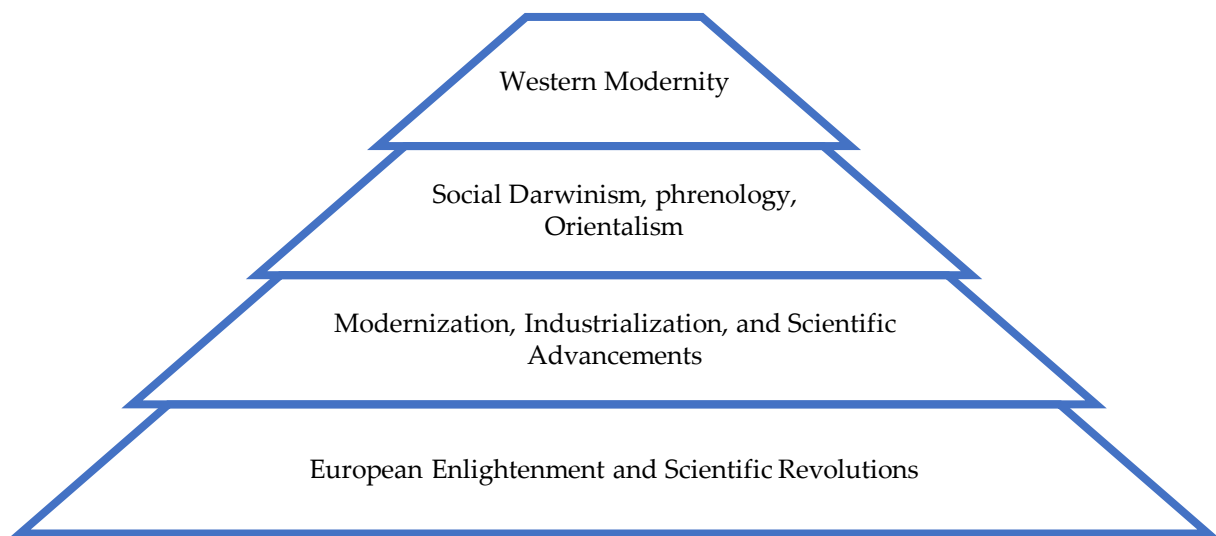 Western Modernity
Social Darwinism, phrenology,
Orientalism
Modernization, Industrialization, and Scientific
Advancements
European Enlightenment and Scientific Revolutions